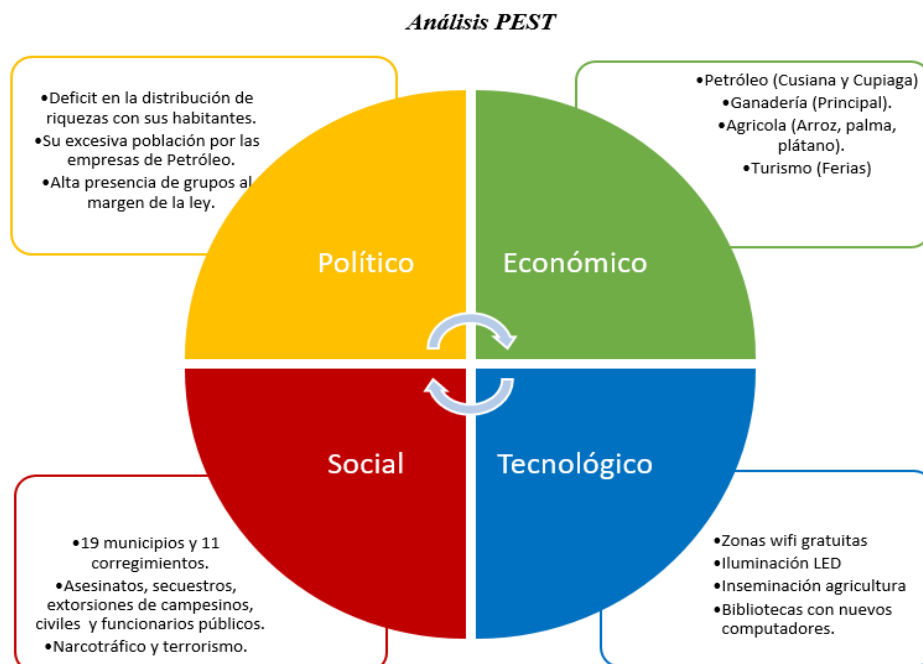 Análisis PEST
•Deficit en la distribución de
riquezas con sus habitantes.
•Su excesiva población por las
empresas de Petróleo.
•Alta presencia de grupos al
margen de la ley.
•Petróleo (Cusiana y Cupiaga)
•Ganadería (Principal).
•Agricola (Arroz, palma,
plátano).
•Turismo (Ferias)
Político
Económico
Social
Tecnológico
•19 municipios y 11
corregimientos.
•Asesinatos, secuestros,
extorsiones de campesinos,
civiles y funcionarios públicos.
•Narcotráfico y terrorismo.
•Zonas wifi gratuitas
•Iluminación LED
•Inseminación agricultura
•Bibliotecas con nuevos
computadores.